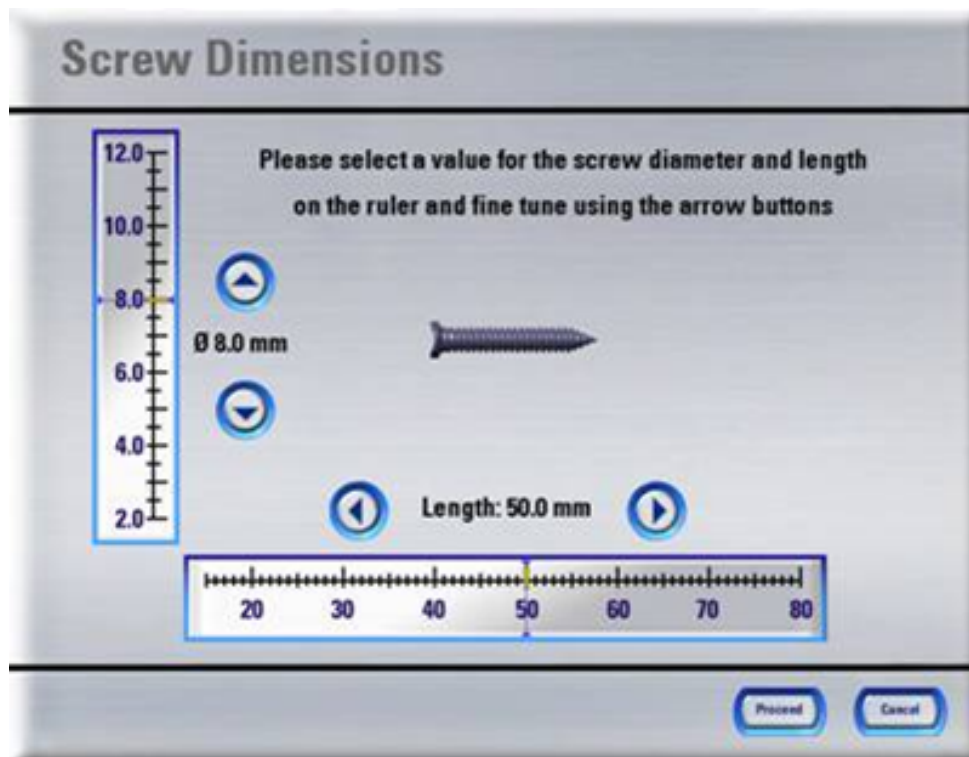 Screw Dimensions
Please select a value for the screw diameter and length
on the ruler and fine tune using the arrow buttons
12.0
10.0
8.0
6.0
4.0
2.0
Ø 8.0 mm
Length: 50.0 mm
20 30 40 50 60 70 80
Proceed Cancel